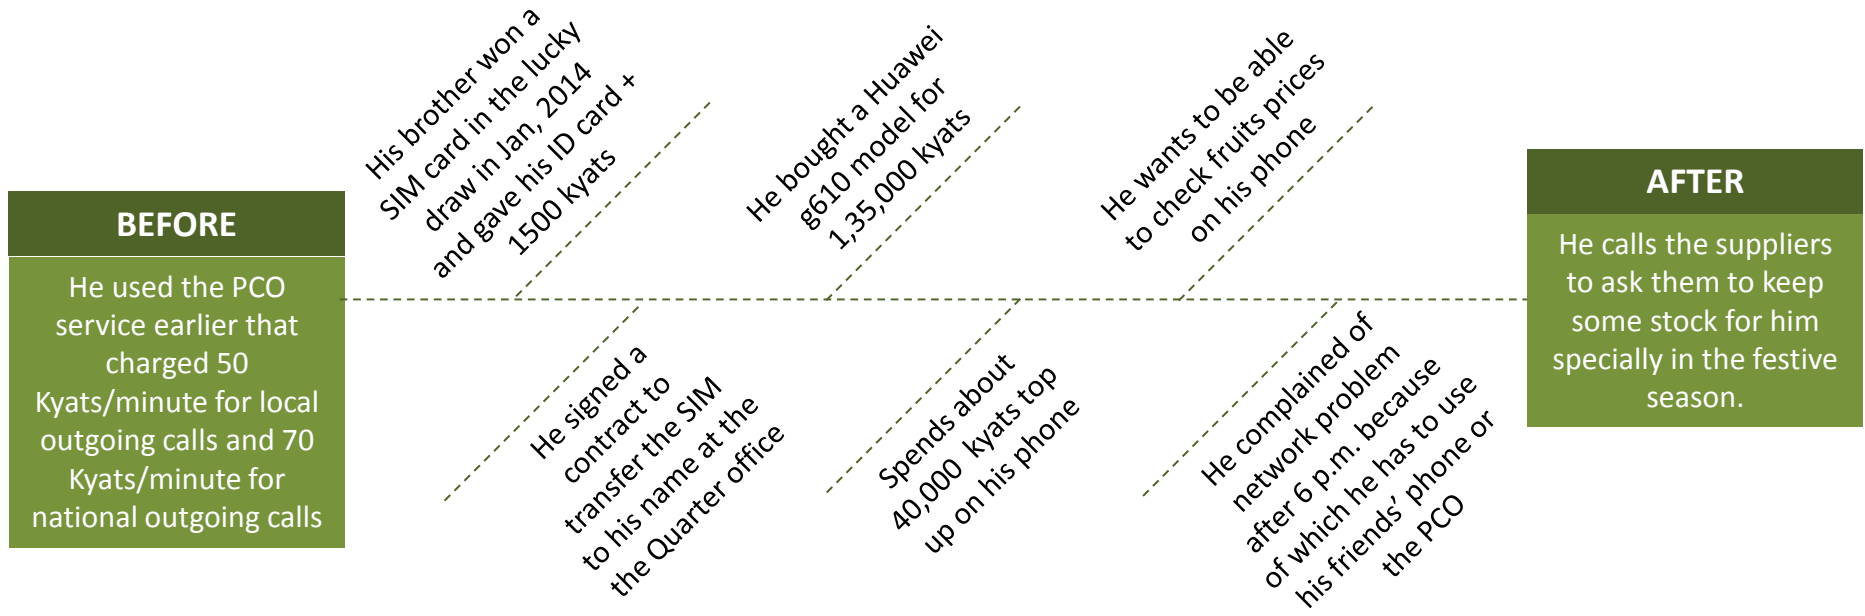 BEFORE
He used the PCO
service earlier that
charged 50
Kyats/minute for local
outgoing calls and 70
Kyats/minute for
national outgoing calls
His brother won a
SIM card in the lucky
draw in Jan, 2014
and gave his ID card +
1500 kyats
He signed a
contract to
transfer the SIM
to his name at the
the Quarter office
He bought a Huawei
g610 model for
1,35,000 kyats
Spends about
40,000 kyats top
up on his phone
He wants to be able
to check fruits prices
on his phone
He complained of
network problem
after 6 p.m. because
of which he has to use
his friends’ phone or
the PCO
AFTER
He calls the suppliers
to ask them to keep
some stock for him
specially in the festive
season.